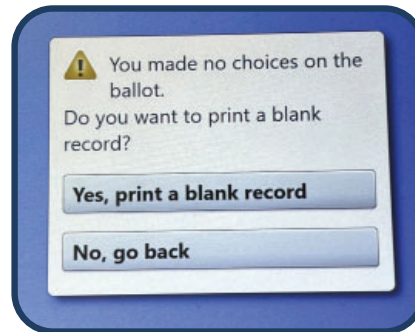 You made no choices on the
ballot.
Do you want to print a blank
record?
Yes, print a blank record
No, go back